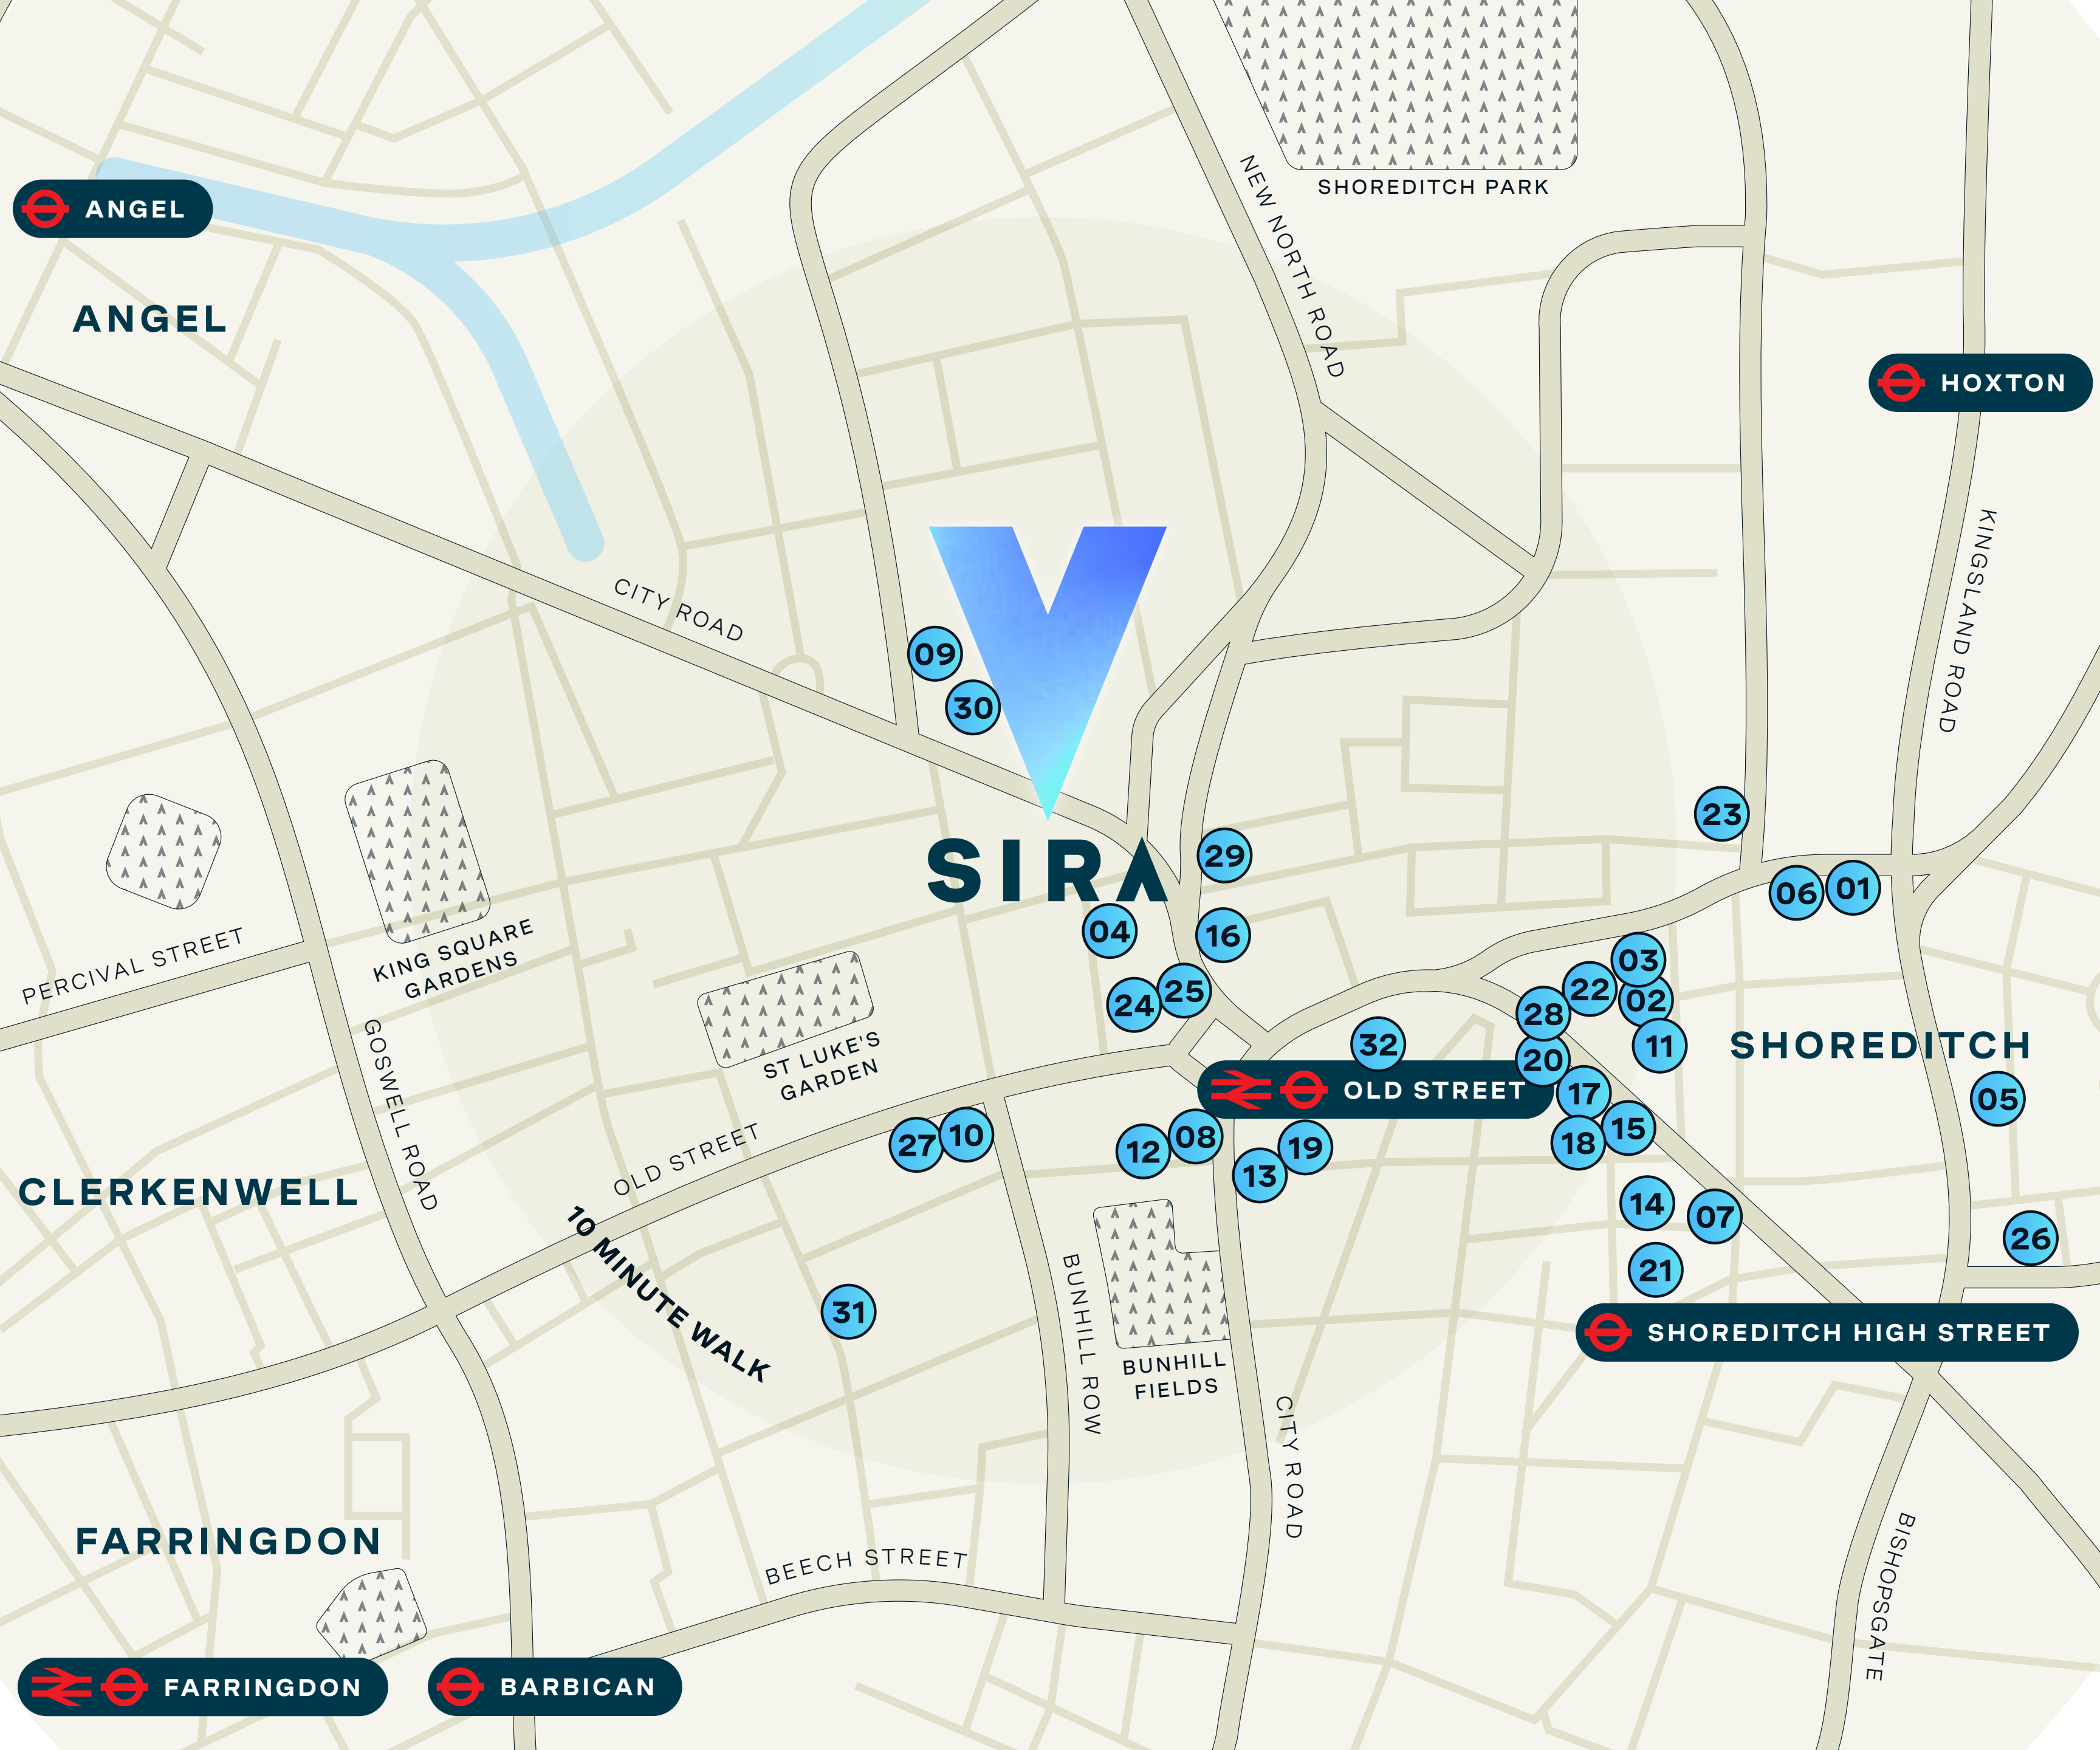 SHOREDITCH PARK
NEW NORTH ROAD
ANGEL
ANGEL
HOXTON
KINGSLAND ROAD
CITY ROAD
09
30
V
SIRA
23
29
06
01
04
16
03
22
02
24
25
28
PERCIVAL STREET
KING SQUARE
GARDENS
ST LUKE'S
GARDEN
GOSWELL ROAD
32
11
SHOREDITCH
20
OLD STREET
17
05
27
10
12
08
19
13
18
15
OLD STREET
CLERKENWELL
14
07
26
10 MINUTE WALK
21
31
BUNHILL ROW
SHOREDITCH HIGH STREET
BUNHILL
FIELDS
CITY ROAD
FARRINGDON
BEECH STREET
BISHOPSGATE
FARRINGDON
BARBICAN